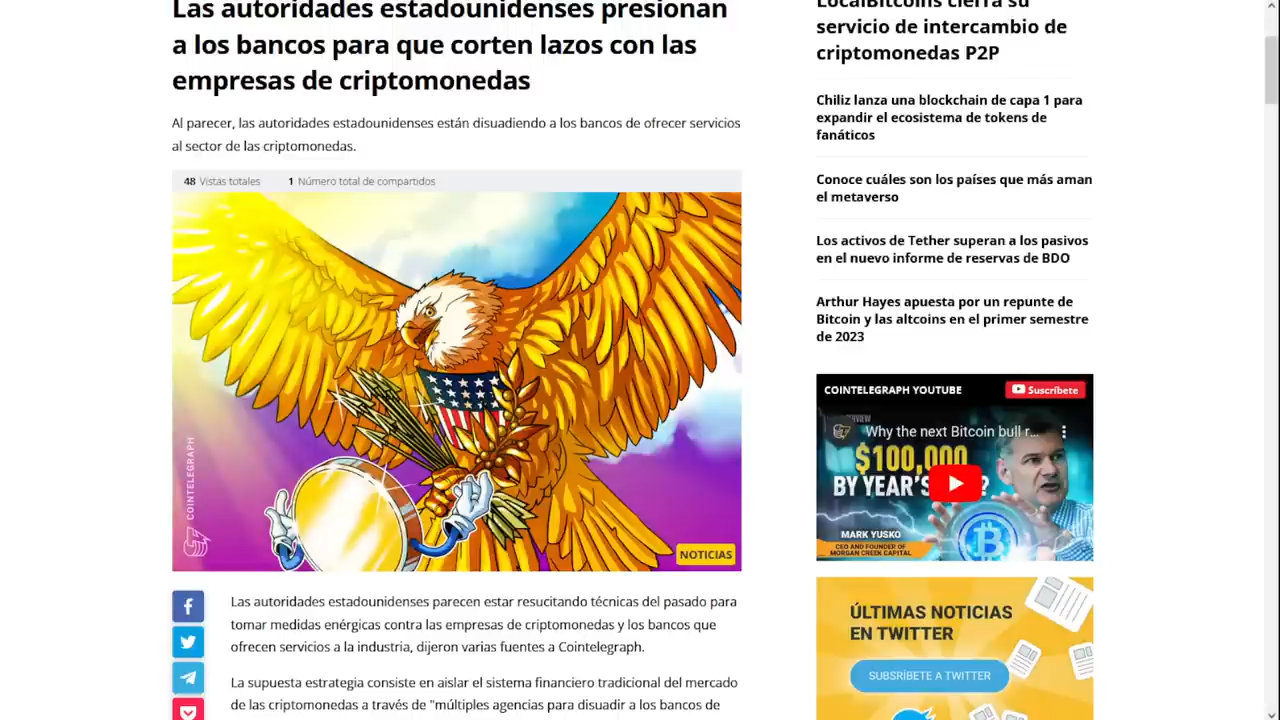 Las autoridades estadounidenses presionan
a los bancos para que corten lazos con las
empresas de criptomonedas
Al parecer, las autoridades estadounidenses están disuadiendo a los bancos de ofrecer servicios
al sector de las criptomonedas.
48 Vistas totales
1 Número total de compartidos
COINTELEGRAPH
NOTICIAS
Las autoridades estadounidenses parecen estar resucitando técnicas del pasado para
tomar medidas enérgicas contra las empresas de criptomonedas y los bancos que
ofrecen servicios a la industria, dijeron varias fuentes a Cointelegraph.
La supuesta estrategia consiste en aislar el sistema financiero tradicional del mercado
de las criptomonedas a través de "múltiples agencias para disuadir a los bancos de
LocalBitcoins cierra su
servicio de intercambio de
criptomonedas P2P
Chiliz lanza una blockchain de capa 1 para
expandir el ecosistema de tokens de
fanáticos
Conoce cuáles son los países que más aman
el metaverso
Los activos de Tether superan a los pasivos
en el nuevo informe de reservas de BDO
Arthur Hayes apuesta por un repunte de
Bitcoin y las altcoins en el primer semestre
de 2023
COINTELEGRAPH YOUTUBE
Suscríbete
Why the next Bitcoin bull r...
$100,000
BY YEAR'S ?
MARK YUSKO
CEO AND FOUNDER OF
MORGAN CREEK CAPITAL
ÚLTIMAS NOTICIAS
EN TWITTER
SUBSRÍBETE A TWITTER